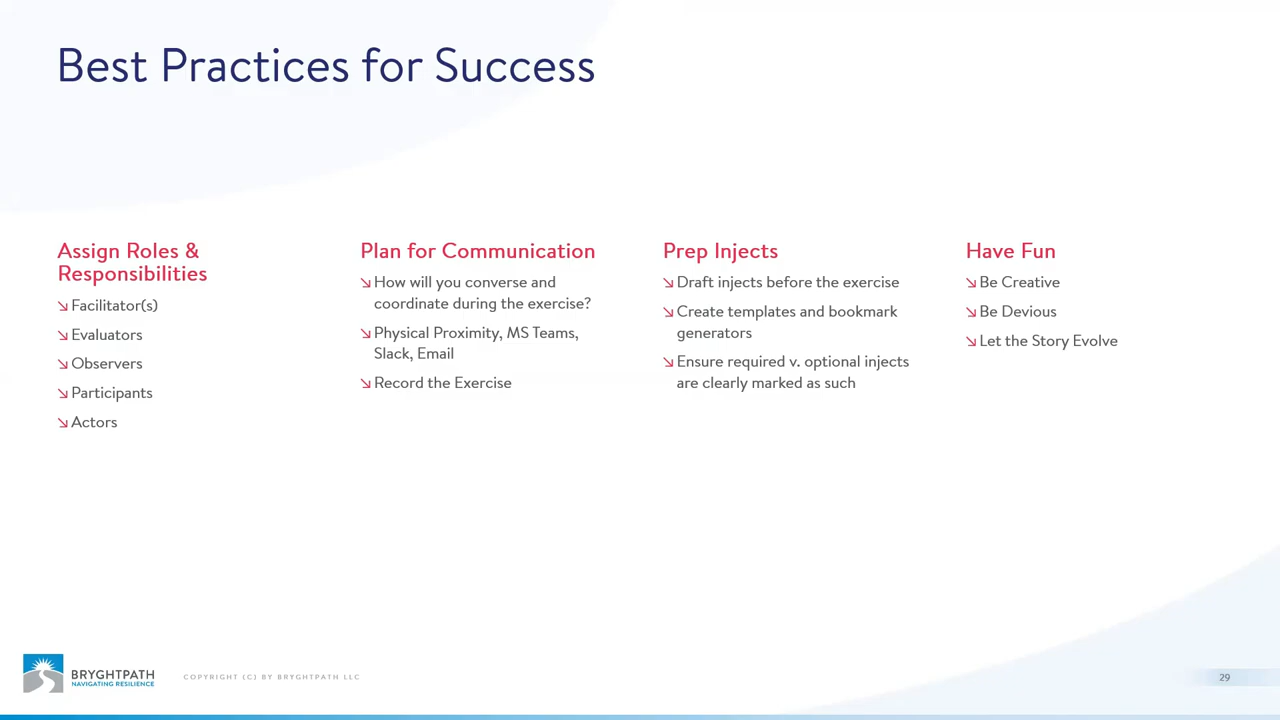 Best Practices for Success
Assign Roles &
Responsibilities
Facilitator(s)
Evaluators
Observers
Participants
Actors
Plan for Communication
How will you converse and
coordinate during the exercise?
Physical Proximity, MS Teams,
Slack, Email
Record the Exercise
Prep Injects
Draft injects before the exercise
Create templates and bookmark
generators
Ensure required v. optional injects
are clearly marked as such
Have Fun
Be Creative
Be Devious
Let the Story Evolve
BRYGHTPATH
NAVIGATING RESILIENCE
COPYRIGHT (C) BY BRYGHTPATH LLC
29